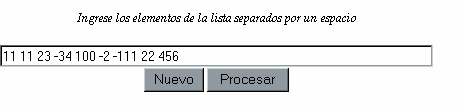 Ingrese los elementos de la lista separados por un espacio
11 11 23 -34 100 -2 -111 22 456
Nuevo Procesar